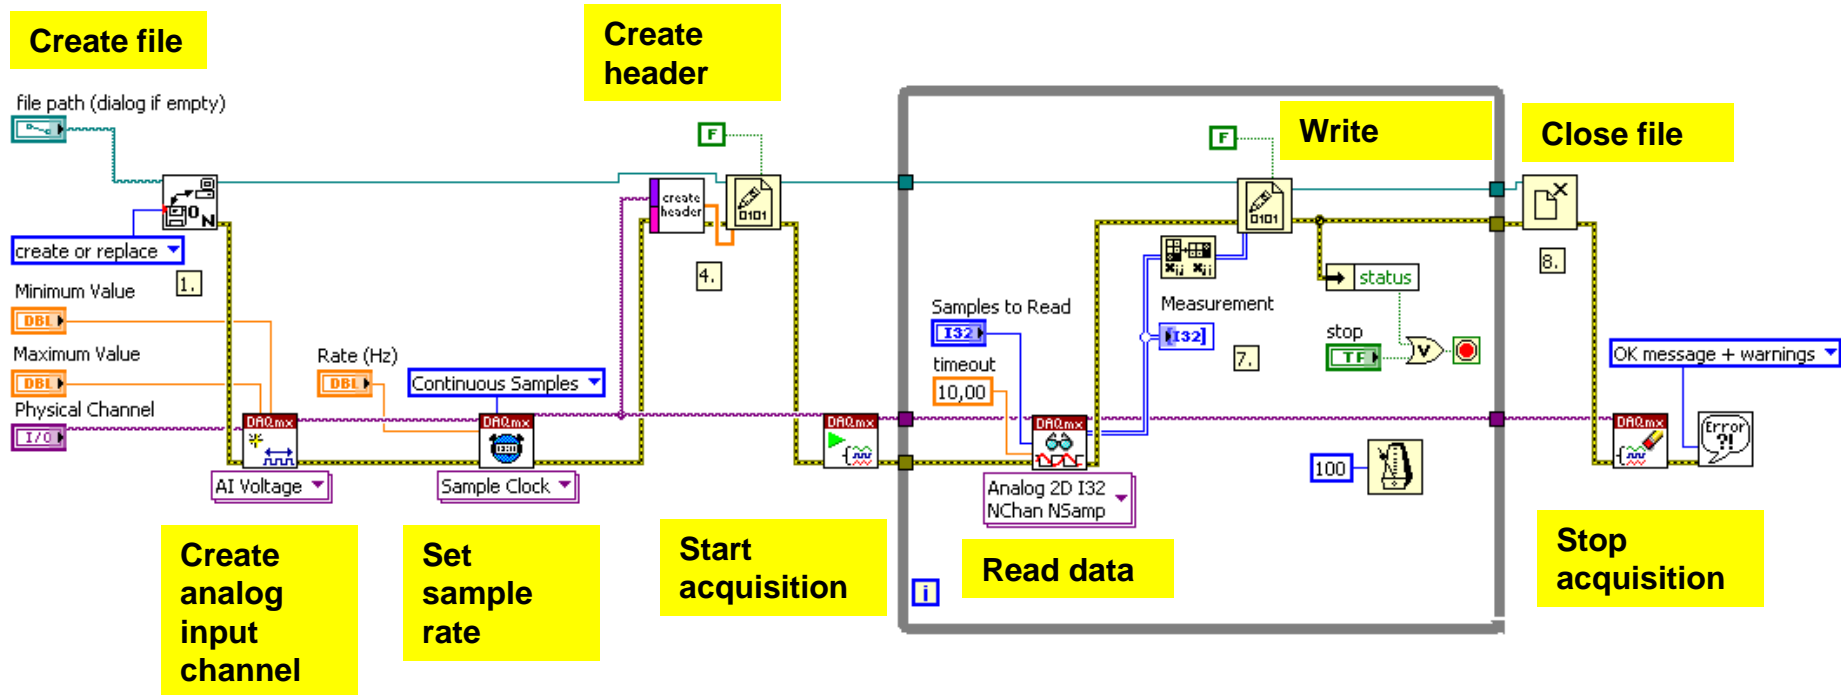 Create file
Create
header
file path (dialog if empty)
F
F
Write
Close file
create
header
0101
0101
O
N
create or replace
1.
4.
8.
Minimum Value
DBL
Maximum Value
DBL
Physical Channel
I/O
Rate (Hz)
DBL
Continuous Samples
Samples to Read
I32
timeout
10,00
Measurement
[I32]
7.
status
stop
TF
V
OK message + warnings
DAQmx
DAQmx
DAQmx
DAQmx
DAQmx
Error
?!
100
AI Voltage
Sample Clock
Analog 2D I32
NChan NSamp
i
Create
analog
input
channel
Set
sample
rate
Start
acquisition
Read data
Stop
acquisition